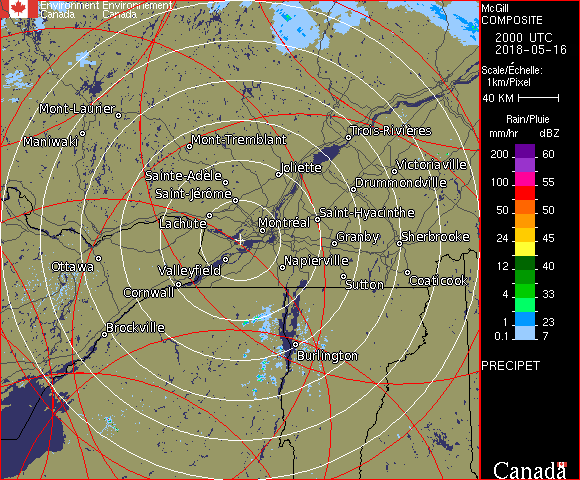 Environment Environnement
Canada Canada
McGill
COMPOSITE
2000 UTC
2018-05-16
Scale/Échelle:
1km/Pixel
40 KM
Rain/Pluie
mm/hr dBZ
200 60
100 55
50 50
24 45
12 40
4 33
1 23
0.1 7
PRECIPET
Canada
Mont-Laurier
Maniwaki
Mont-Tremblant
Trois-Rivières
Sainte-Adèle
Joliette
Victoriaville
Saint-Jérôme
Drummondville
Lachute
Montréal
Saint-Hyacinthe
Granby
Sherbrooke
Ottawa
Valleyfield
Napierville
Cornwall
Sutton
Coaticook
Brockville
Burlington